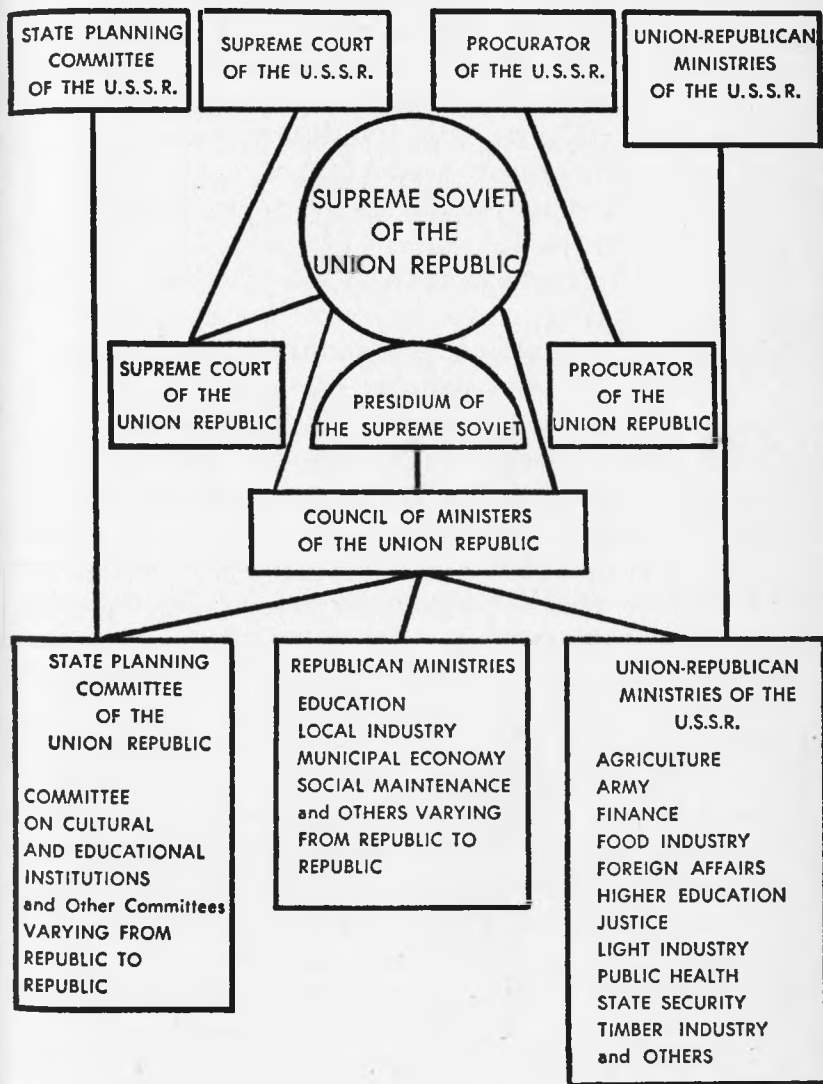 STATE PLANNING
COMMITTEE
OF THE U.S.S.R.
SUPREME COURT
OF THE U.S.S.R.
PROCURATOR
OF THE U.S.S.R.
UNION-REPUBLICAN
MINISTRIES
OF THE U.S.S.R.
SUPREME SOVIET
OF THE
UNION REPUBLIC
SUPREME COURT
OF THE
UNION REPUBLIC
PRESIDIUM OF
THE SUPREME SOVIET
PROCURATOR
OF THE
UNION REPUBLIC
COUNCIL OF MINISTERS
OF THE UNION REPUBLIC
STATE PLANNING
COMMITTEE
OF THE
UNION REPUBLIC
COMMITTEE
ON CULTURAL
AND EDUCATIONAL
INSTITUTIONS
and Other Committees
VARYING FROM
REPUBLIC TO
REPUBLIC
REPUBLICAN MINISTRIES
EDUCATION
LOCAL INDUSTRY
MUNICIPAL ECONOMY
SOCIAL MAINTENANCE
and OTHERS VARYING
FROM REPUBLIC TO
REPUBLIC
UNION-REPUBLICAN
MINISTRIES OF THE
U.S.S.R.
AGRICULTURE
ARMY
FINANCE
FOOD INDUSTRY
FOREIGN AFFAIRS
HIGHER EDUCATION
JUSTICE
LIGHT INDUSTRY
PUBLIC HEALTH
STATE SECURITY
TIMBER INDUSTRY
and OTHERS